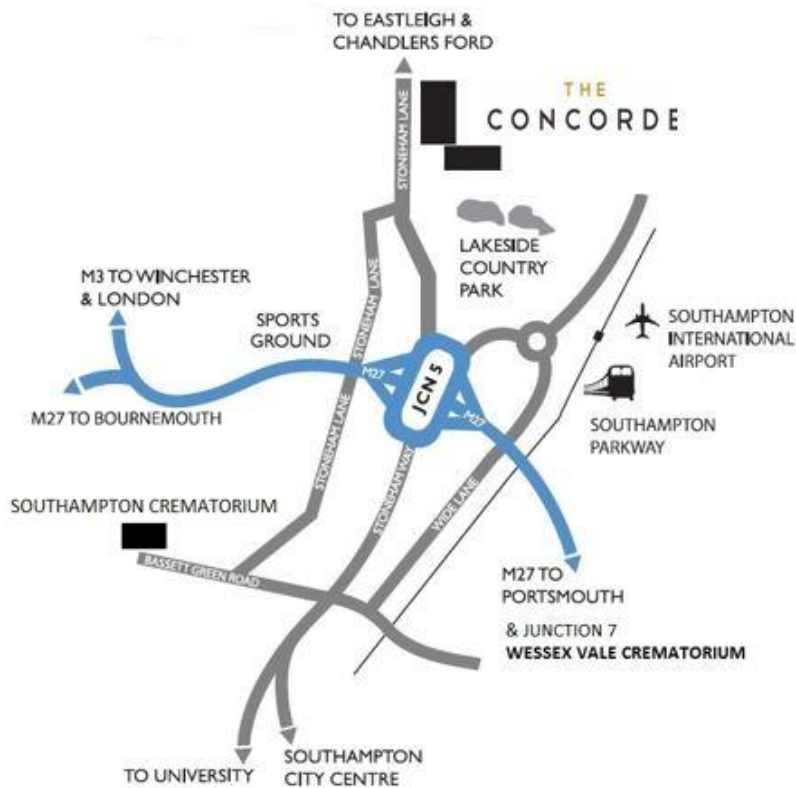 TO EASTLEIGH &
CHANDLERS FORD
STONEHAM LANE
THE
CONCORDE
LAKESIDE
COUNTRY
PARK
M3 TO WINCHESTER
& LONDON
SPORTS
GROUND
STONEHAM LANE
SOUTHAMPTON
INTERNATIONAL
AIRPORT
M27
JCN 5
M27
M27 TO BOURNEMOUTH
SOUTHAMPTON
PARKWAY
STONEHAM LANE
STONEHAM WAY
WIDE LANE
SOUTHAMPTON CREMATORIUM
BASSETT GREEN ROAD
M27 TO
PORTSMOUTH
& JUNCTION 7
WESSEX VALE CREMATORIUM
TO UNIVERSITY
SOUTHAMPTON
CITY CENTRE